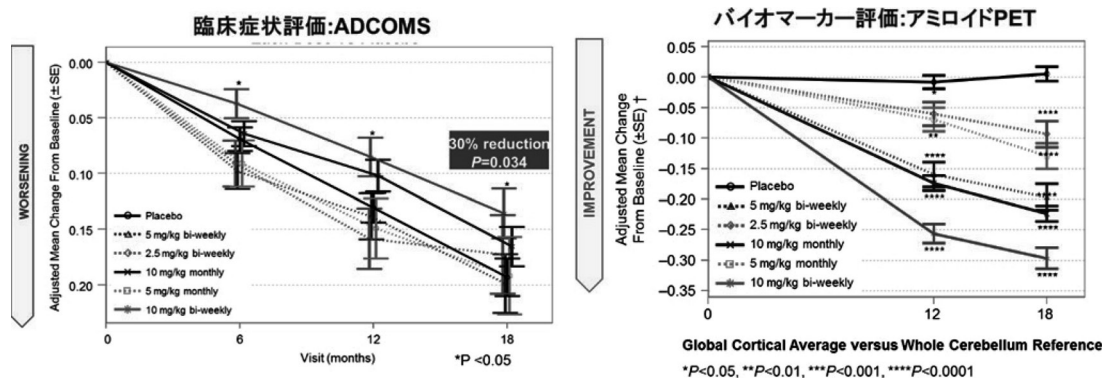 臨床症状評価:ADCOMS
WORSENING
Adjusted Mean Change From Baseline (±SE)
0.00
0.05
0.10
0.15
0.20
*
*
*
30% reduction
P=0.034
Placebo
5 mg/kg bi-weekly
2.5 mg/kg bi-weekly
10 mg/kg monthly
5 mg/kg monthly
10 mg/kg bi-weekly
0
6
12
18
Visit (months)
*P <0.05
バイオマーカー評価:アミロイドPET
IMPROVEMENT
Adjusted Mean Change
From Baseline (±SE) †
0.05
0.00
–0.05
–0.10
–0.15
–0.20
–0.25
–0.30
–0.35
*
**
****
****
****
****
****
****
****
****
Placebo
5 mg/kg bi-weekly
2.5 mg/kg bi-weekly
10 mg/kg monthly
5 mg/kg monthly
10 mg/kg bi-weekly
0
12
18
Global Cortical Average versus Whole Cerebellum Reference
*P<0.05, **P<0.01, ***P<0.001, ****P<0.0001